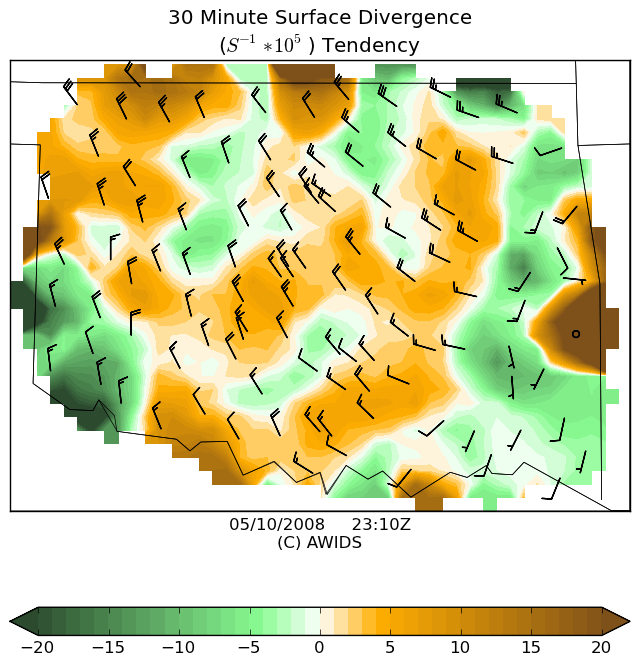 30 Minute Surface Divergence
(S⁻¹ * 10⁵ ) Tendency
05/10/2008 23:10Z
(C) AWIDS
−20 −15 −10 −5 0 5 10 15 20